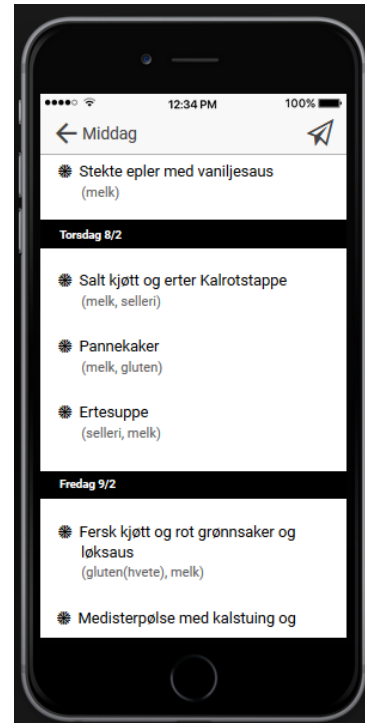 12:34 PM
100%
Middag
Stekte epler med vaniljesaus
(melk)
Torsdag 8/2
Salt kjøtt og erter Kalrotstappe
(melk, selleri)
Pannekaker
(melk, gluten)
Ertesuppe
(selleri, melk)
Fredag 9/2
Fersk kjøtt og rot grønnsaker og
løksaus
(gluten(hvete), melk)
Medisterpølse med kalstuing og